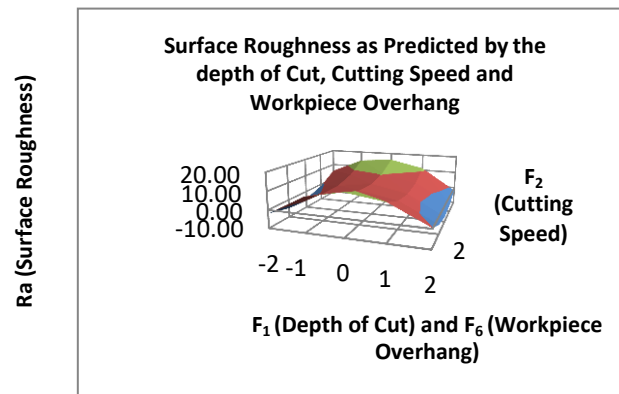 Surface Roughness as Predicted by the
depth of Cut, Cutting Speed and
Workpiece Overhang
Ra (Surface Roughness)
20.00
10.00
0.00
-10.00
-2 -1 0 1 2
2
F₂
(Cutting
Speed)
F₁ (Depth of Cut) and F₆ (Workpiece
Overhang)